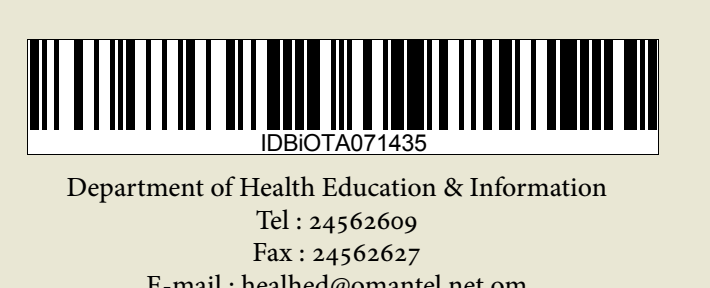 IDBiOTA071435
Department of Health Education & Information
Tel : 24562609
Fax : 24562627
E-mail : healhed@omantel.net.om